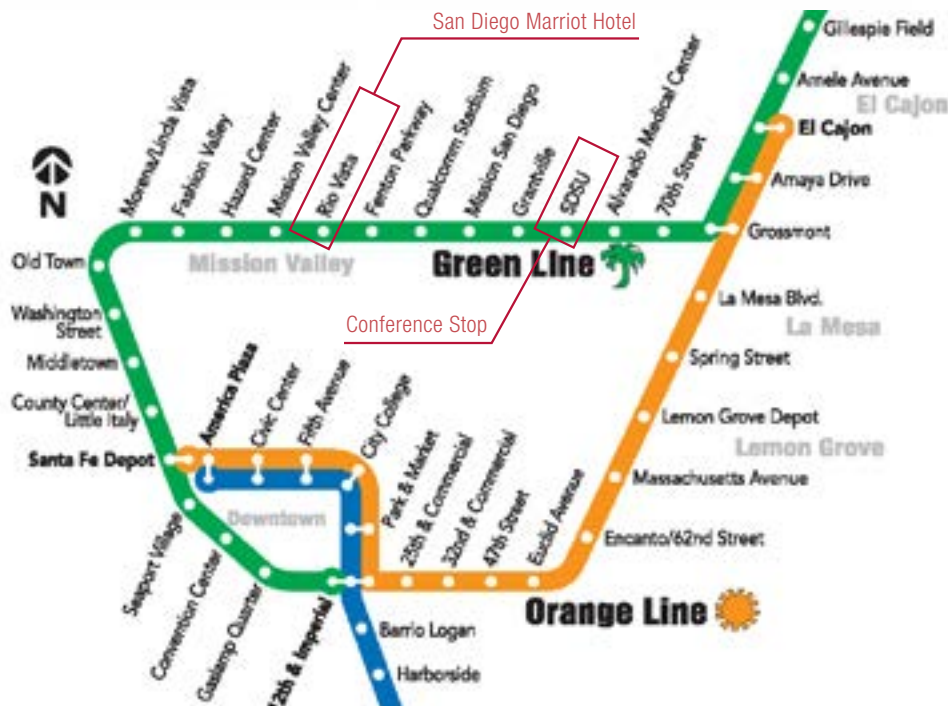 San Diego Marriot Hotel
Gillespie Field
Arnele Avenue
El Cajon
El Cajon
Amaya Drive
Grossmont
Morena/Linda Vista
Fashion Valley
Hazard Center
Mission Valley Center
Rio Vista
Fenton Parkway
Qualcomm Stadium
Mission San Diego
Grantville
SDSU
Alvarado Medical Center
70th Street
N
Old Town
Mission Valley
Green Line
Washington
Street
Middletown
County Center/
Little Italy
Santa Fe Depot
Conference Stop
La Mesa Blvd.
La Mesa
Spring Street
Lemon Grove Depot
Lemon Grove
Massachusetts Avenue
Encanto/62nd Street
America Plaza
Civic Center
Fifth Avenue
City College
Downtown
Park & Market
25th & Commercial
32nd & Commercial
47th Street
Euclid Avenue
Orange Line
Seaport Village
Convention Center
Gaslamp Quarter
12th & Imperial
Barrio Logan
Harborside